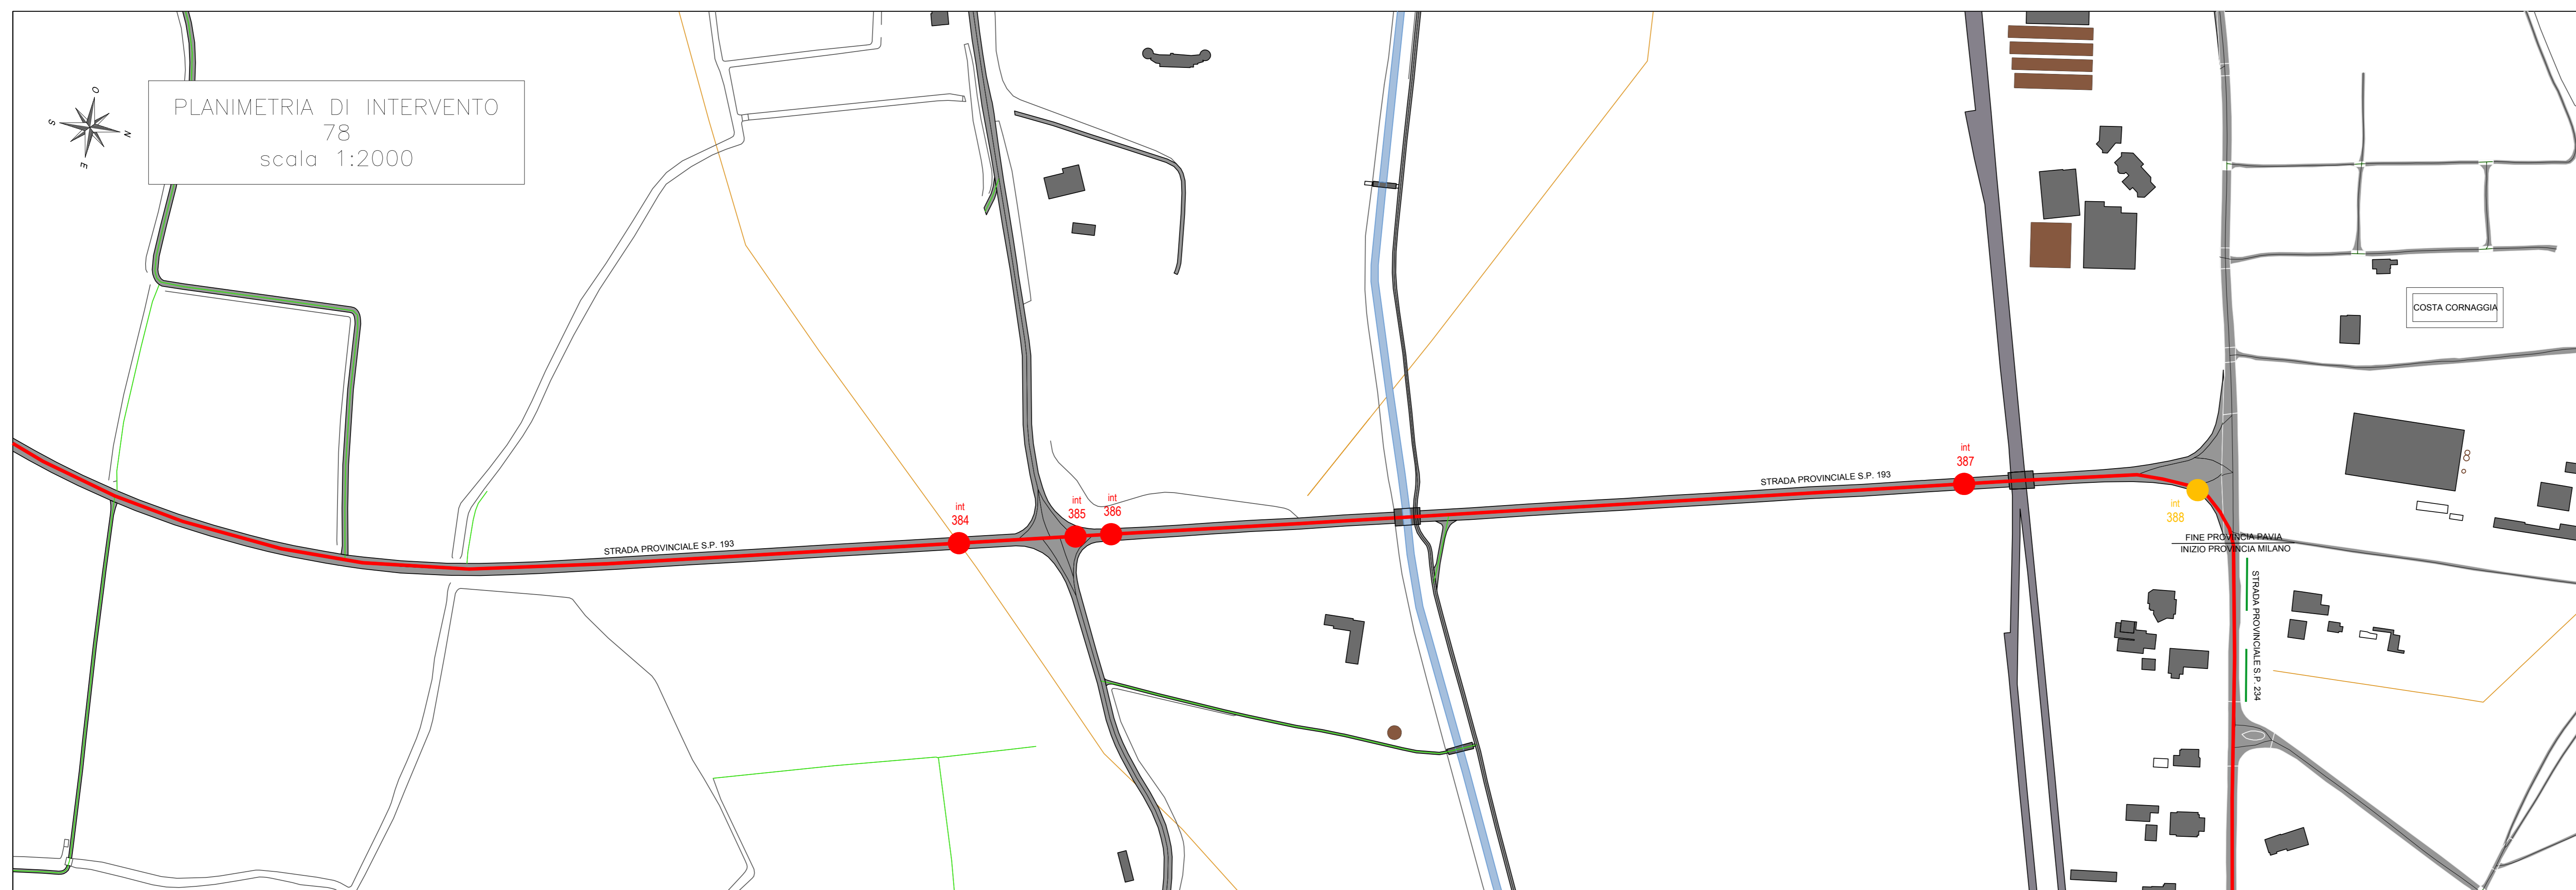 O
S
N
E
PLANIMETRIA DI INTERVENTO
78
scala 1:2000
COSTA CORNAGGIA
STRADA PROVINCIALE S.P. 193
int
384
int
385
int
386
STRADA PROVINCIALE S.P. 193
int
387
int
388
FINE PROVINCIA PAVIA
INIZIO PROVINCIA MILANO
STRADA PROVINCIALE S.P. 234